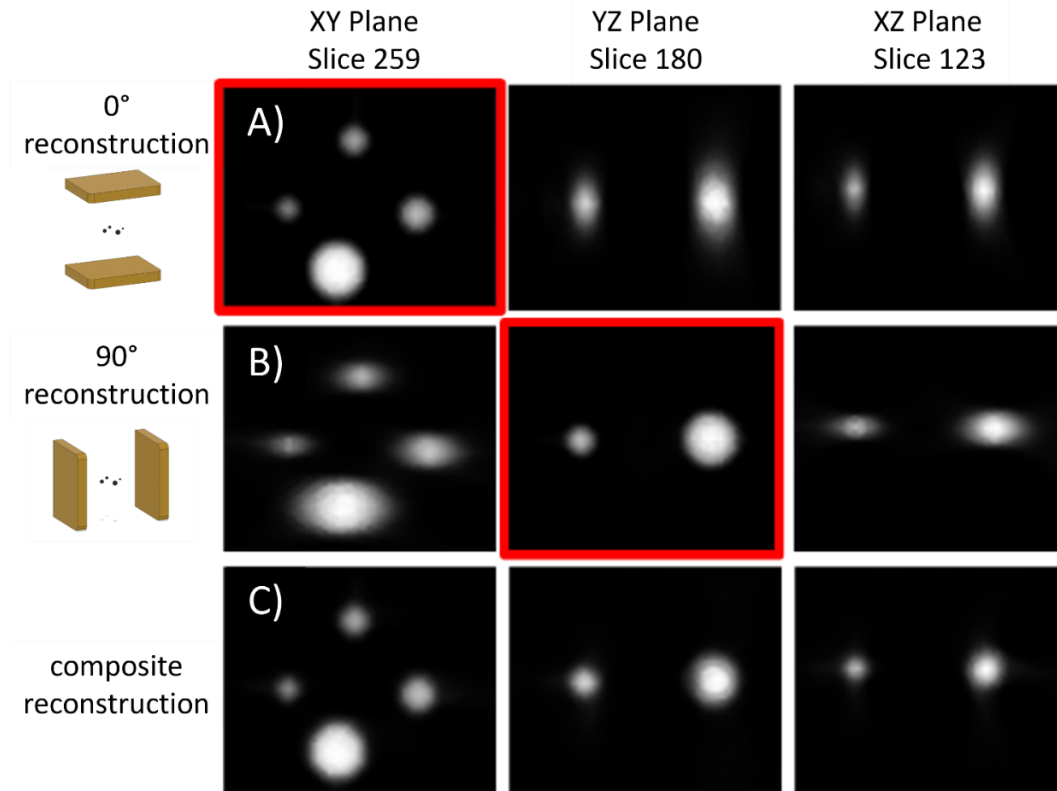 XY Plane
Slice 259
YZ Plane
Slice 180
XZ Plane
Slice 123
0°
reconstruction
A)
90°
reconstruction
B)
composite
reconstruction
C)